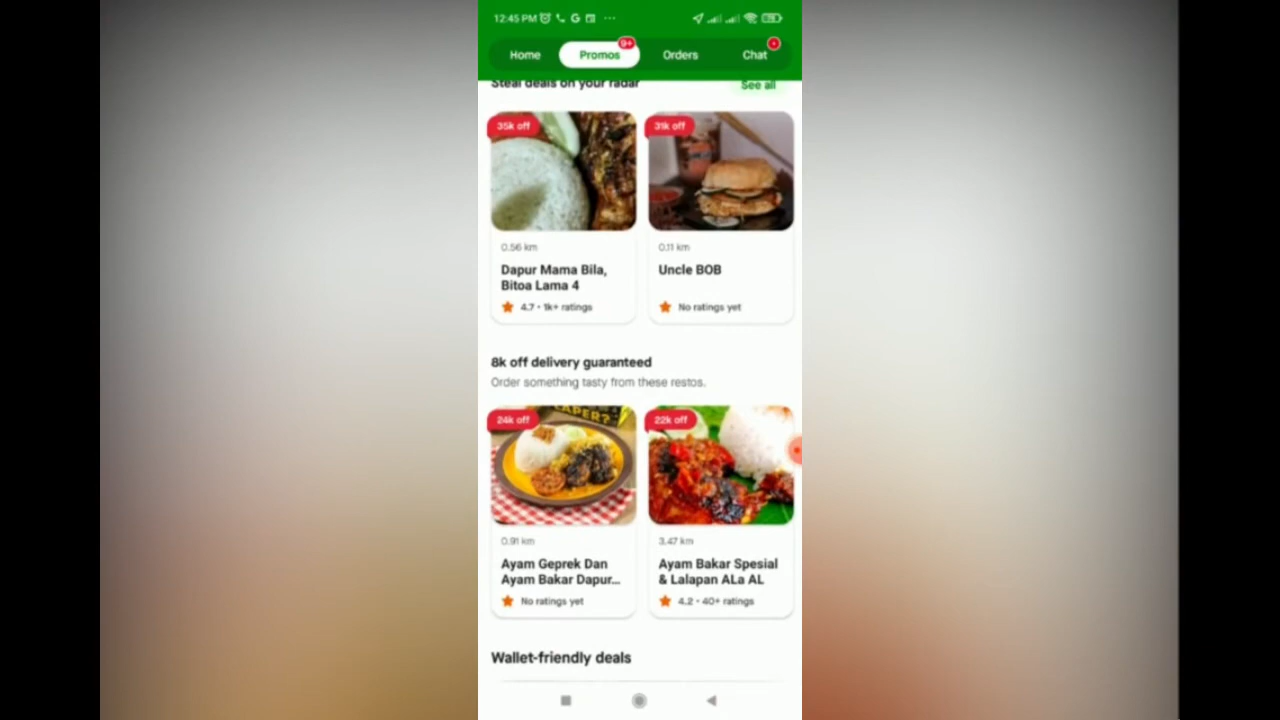 12:45 PM
Home
Promos
9+
Orders
Chat
Steal deals on your radar
See all
35k off
31k off
0.56 km
0.11 km
Dapur Mama Bila,
Bitoa Lama 4
Uncle BOB
4.7 • 1k+ ratings
No ratings yet
8k off delivery guaranteed
Order something tasty from these restos.
24k off
LAPER?
22k off
0.91 km
3.47 km
Ayam Geprek Dan
Ayam Bakar Dapur...
Ayam Bakar Spesial
& Lalapan ALa AL
No ratings yet
4.2 • 40+ ratings
Wallet-friendly deals